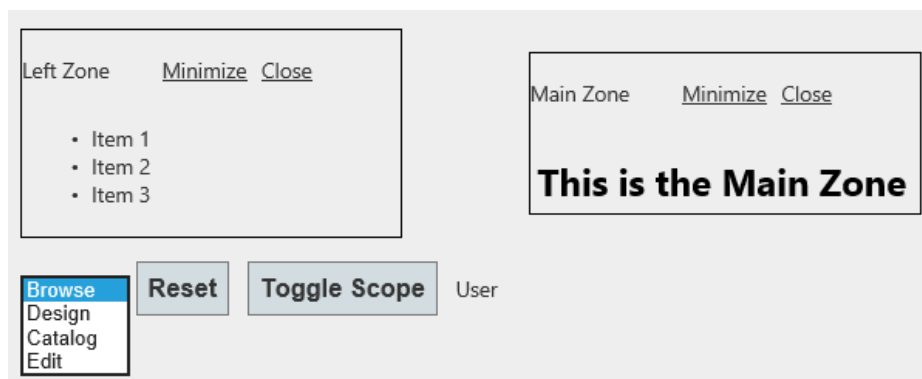 Left Zone Minimize Close
• Item 1
• Item 2
• Item 3
Main Zone Minimize Close
This is the Main Zone
Browse
Design
Catalog
Edit
Reset
Toggle Scope
User